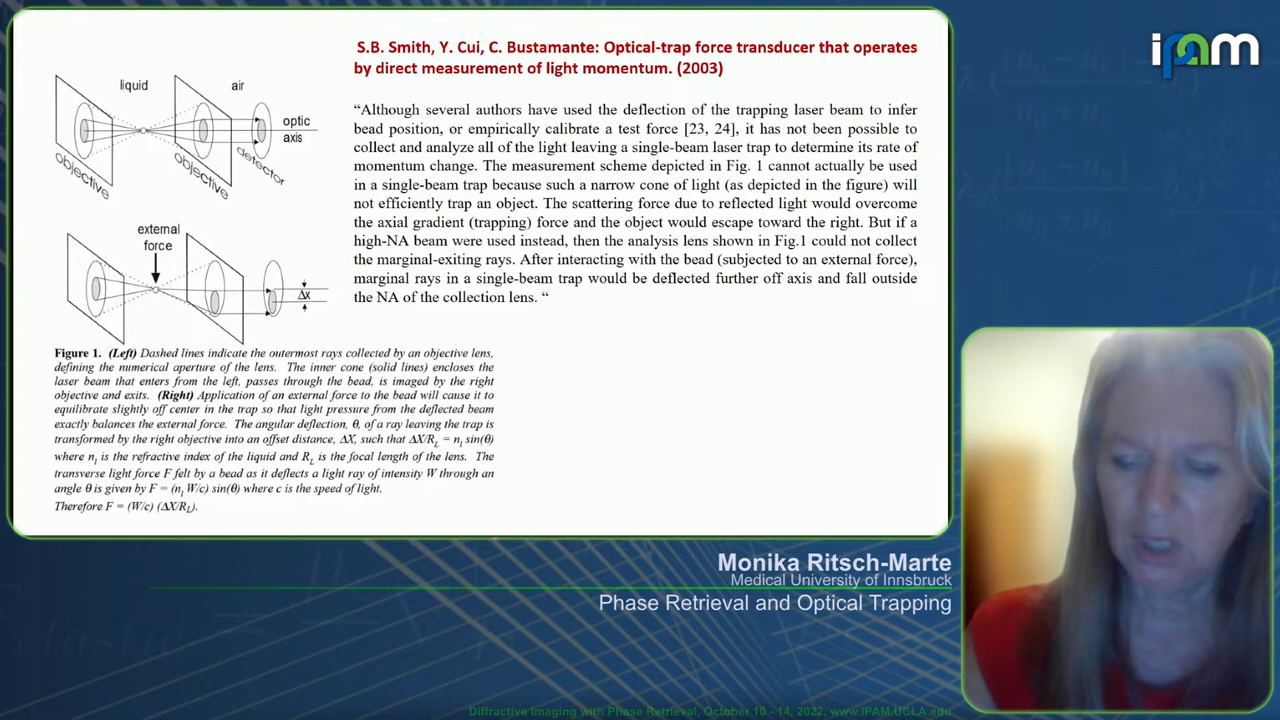 S.B. Smith, Y. Cui, C. Bustamante: Optical-trap force transducer that operates
by direct measurement of light momentum. (2003)
ipam
liquid
air
optic
axis
objective
objective
detector
“Although several authors have used the deflection of the trapping laser beam to infer
bead position, or empirically calibrate a test force [23, 24], it has not been possible to
collect and analyze all of the light leaving a single-beam laser trap to determine its rate of
momentum change. The measurement scheme depicted in Fig. 1 cannot actually be used
in a single-beam trap because such a narrow cone of light (as depicted in the figure) will
not efficiently trap an object. The scattering force due to reflected light would overcome
the axial gradient (trapping) force and the object would escape toward the right. But if a
high-NA beam were used instead, then the analysis lens shown in Fig.1 could not collect
the marginal-exiting rays. After interacting with the bead (subjected to an external force),
marginal rays in a single-beam trap would be deflected further off axis and fall outside
the NA of the collection lens. “
external
force
Δx
Figure 1. (Left) Dashed lines indicate the outermost rays collected by an objective lens,
defining the numerical aperture of the lens. The inner cone (solid lines) encloses the
laser beam that enters from the left, passes through the bead, is imaged by the right
objective and exits. (Right) Application of an external force to the bead will cause it to
equilibrate slightly off center in the trap so that light pressure from the deflected beam
exactly balances the external force. The angular deflection, θ, of a ray leaving the trap is
transformed by the right objective into an offset distance, ΔX, such that ΔX/R_L = n_l sin(θ)
where n_l is the refractive index of the liquid and R_L is the focal length of the lens. The
transverse light force F felt by a bead as it deflects a light ray of intensity W through an
angle θ is given by F = (n_l W/c) sin(θ) where c is the speed of light.
Therefore F = (W/c) (ΔX/R_L).
Monika Ritsch-Marte
Medical University of Innsbruck
Phase Retrieval and Optical Trapping
Diffractive Imaging with Phase Retrieval, October 10 - 14, 2022, www.IPAM.UCLA.edu